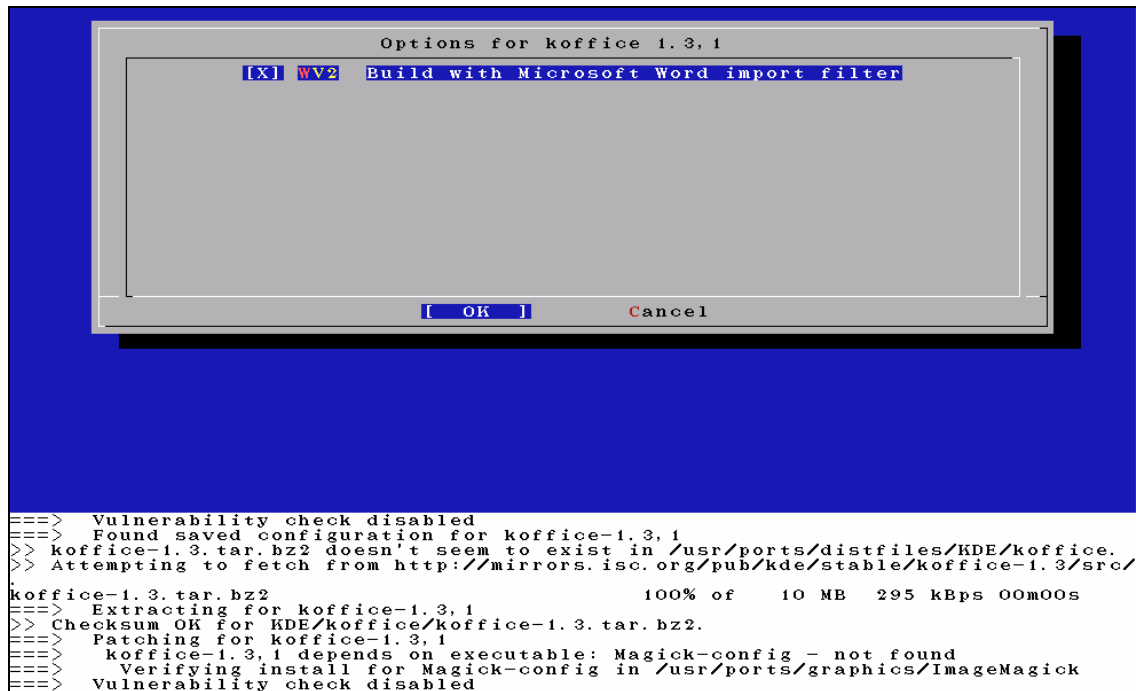 Options for koffice 1.3,1
[X] WV2 Build with Microsoft Word import filter
[ OK ] Cancel
===> Vulnerability check disabled
===> Found saved configuration for koffice-1.3,1
>> koffice-1.3.tar.bz2 doesn't seem to exist in /usr/ports/distfiles/KDE/koffice.
>> Attempting to fetch from http://mirrors.isc.org/pub/kde/stable/koffice-1.3/src/
.
koffice-1.3.tar.bz2 100% of 10 MB 295 kBps 00m00s
===> Extracting for koffice-1.3,1
>> Checksum OK for KDE/koffice/koffice-1.3.tar.bz2.
===> Patching for koffice-1.3,1
===> koffice-1.3,1 depends on executable: Magick-config - not found
===> Verifying install for Magick-config in /usr/ports/graphics/ImageMagick
===> Vulnerability check disabled